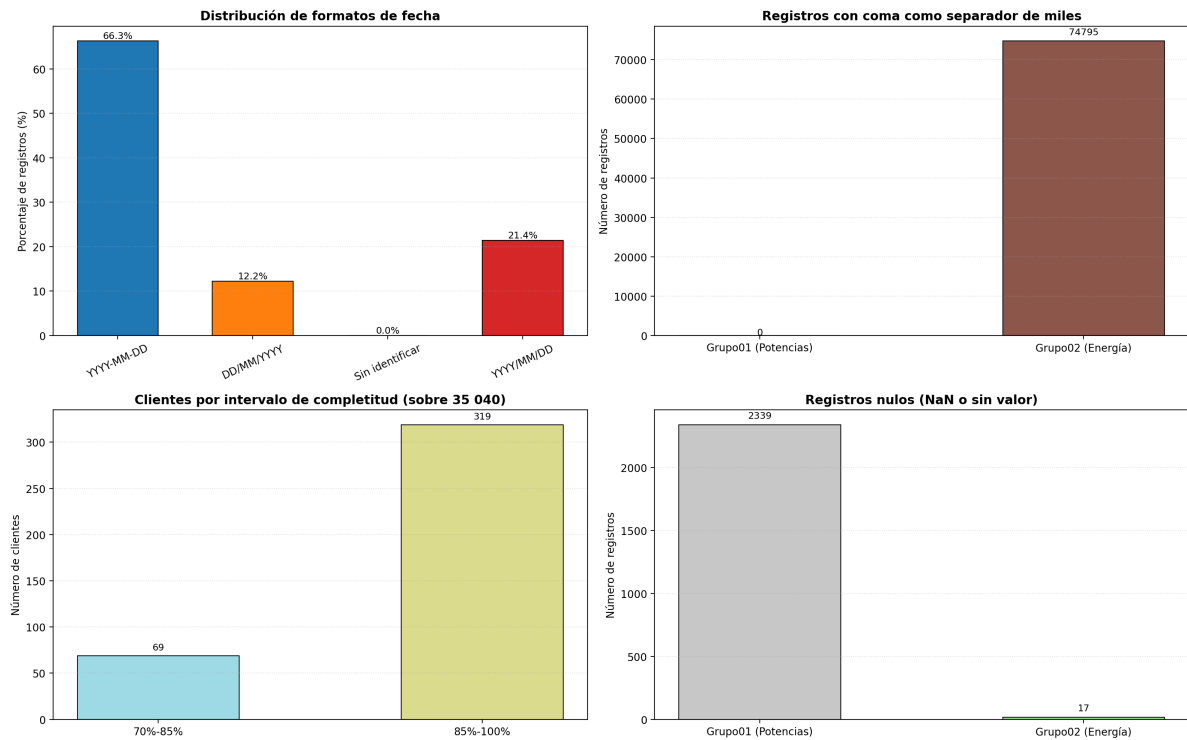 Distribución de formatos de fecha
Porcentaje de registros (%)
60
50
40
30
20
10
0
66.3%
12.2%
0.0%
21.4%
YYYY-MM-DD
DD/MM/YYYY
Sin identificar
YYYY/MM/DD
Registros con coma como separador de miles
Número de registros
70000
60000
50000
40000
30000
20000
10000
0
0
74795
Grupo01 (Potencias)
Grupo02 (Energía)
Clientes por intervalo de completitud (sobre 35 040)
Número de clientes
300
250
200
150
100
50
0
69
319
70%-85%
85%-100%
Registros nulos (NaN o sin valor)
Número de registros
2000
1500
1000
500
0
2339
17
Grupo01 (Potencias)
Grupo02 (Energía)